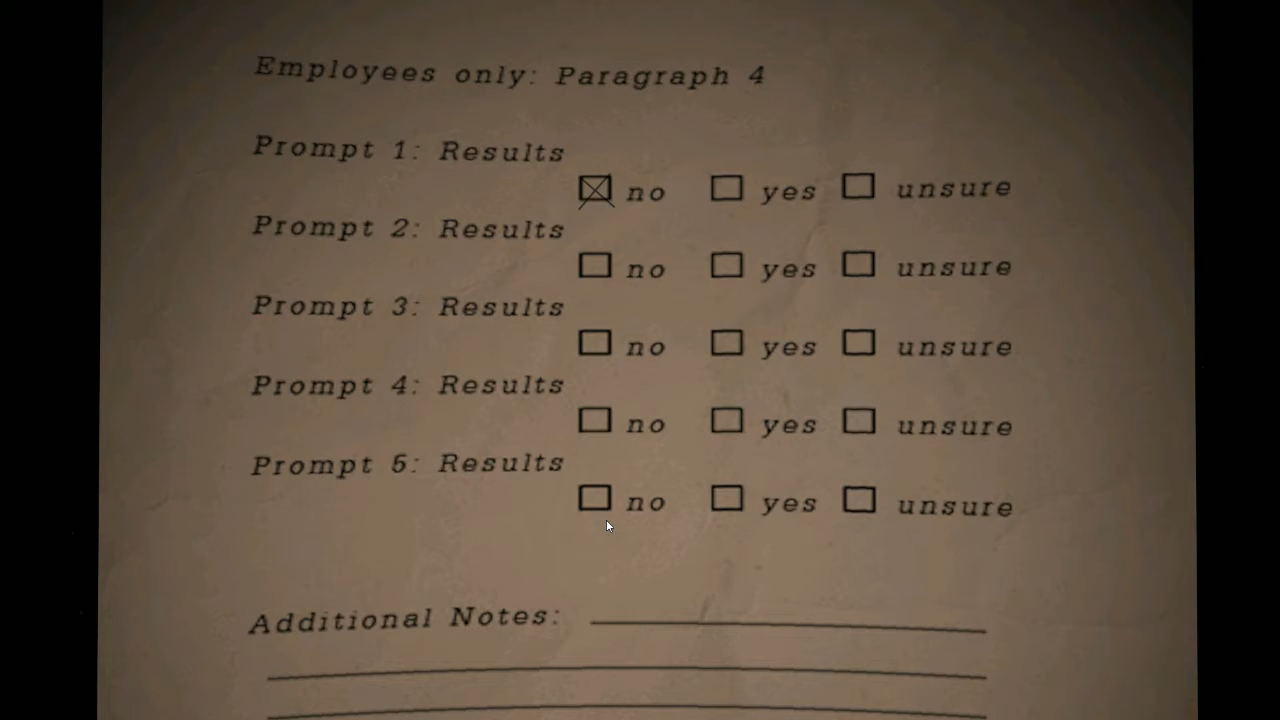 Employees only: Paragraph 4
Prompt 1: Results
no yes unsure
Prompt 2: Results
no yes unsure
Prompt 3: Results
no yes unsure
Prompt 4: Results
no yes unsure
Prompt 5: Results
no yes unsure
Additional Notes: